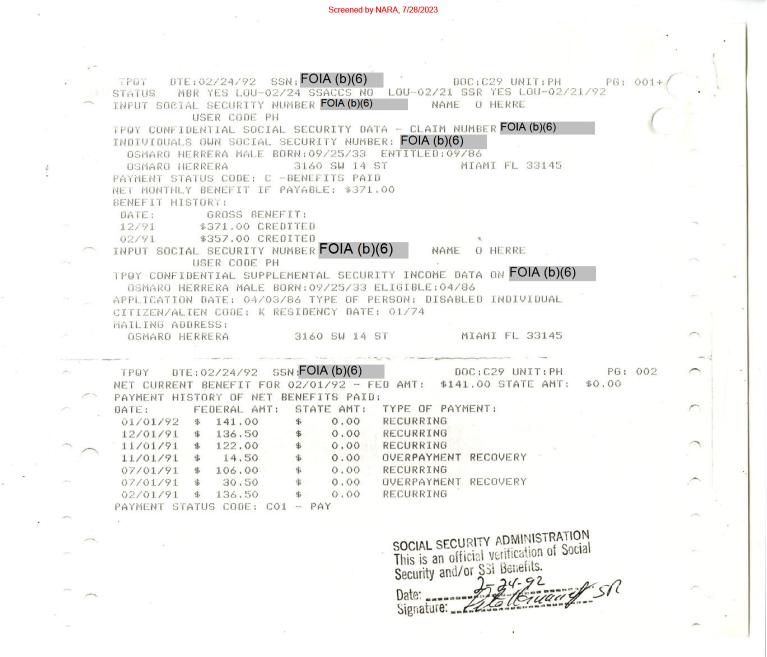 Screened by NARA, 7/28/2023
TPQY DTE:02/24/92 SSN: FOIA (b)(6) DOC:C29 UNIT:PH PG: 001+
STATUS MBR YES LOU-02/24 SSACCS NO LOU-02/21 SSR YES LOU-02/21/92
INPUT SOCIAL SECURITY NUMBER FOIA (b)(6) NAME O HERRE
USER CODE PH
TPQY CONFIDENTIAL SOCIAL SECURITY DATA - CLAIM NUMBER FOIA (b)(6)
INDIVIDUALS OWN SOCIAL SECURITY NUMBER: FOIA (b)(6)
OSMARO HERRERA MALE BORN:09/25/33 ENTITLED:09/86
OSMARO HERRERA 3160 SW 14 ST MIAMI FL 33145
PAYMENT STATUS CODE: C -BENEFITS PAID
NET MONTHLY BENEFIT IF PAYABLE: $371.00
BENEFIT HISTORY:
DATE: GROSS BENEFIT:
12/91 $371.00 CREDITED
02/91 $357.00 CREDITED
INPUT SOCIAL SECURITY NUMBER FOIA (b)(6) NAME O HERRE
USER CODE PH
TPQY CONFIDENTIAL SUPPLEMENTAL SECURITY INCOME DATA ON FOIA (b)(6)
OSMARO HERRERA MALE BORN:09/25/33 ELIGIBLE:04/86
APPLICATION DATE: 04/03/86 TYPE OF PERSON: DISABLED INDIVIDUAL
CITIZEN/ALIEN CODE: K RESIDENCY DATE: 01/74
MAILING ADDRESS:
OSMARO HERRERA 3160 SW 14 ST MIAMI FL 33145
TPQY DTE:02/24/92 SSN: FOIA (b)(6) DOC:C29 UNIT:PH PG: 002
NET CURRENT BENEFIT FOR 02/01/92 - FED AMT: $141.00 STATE AMT: $0.00
PAYMENT HISTORY OF NET BENEFITS PAID:
DATE: FEDERAL AMT: STATE AMT: TYPE OF PAYMENT:
01/01/92 $ 141.00 $ 0.00 RECURRING
12/01/91 $ 136.50 $ 0.00 RECURRING
11/01/91 $ 122.00 $ 0.00 RECURRING
11/01/91 $ 14.50 $ 0.00 OVERPAYMENT RECOVERY
07/01/91 $ 106.00 $ 0.00 RECURRING
07/01/91 $ 30.50 $ 0.00 OVERPAYMENT RECOVERY
02/01/91 $ 136.50 $ 0.00 RECURRING
PAYMENT STATUS CODE: C01 - PAY
SOCIAL SECURITY ADMINISTRATION
This is an official verification of Social
Security and/or SSI Benefits.
Date: 2-24-92
Signature: SR